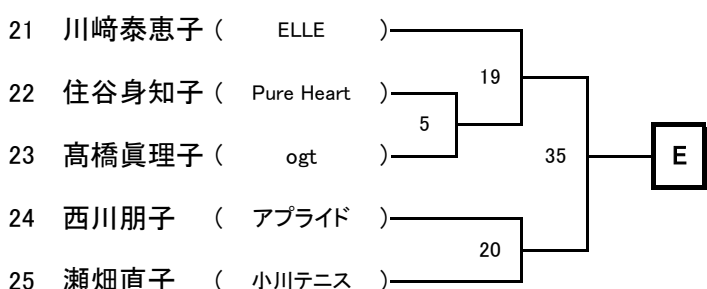 21 川﨑泰恵子 ( ELLE )
19
22 住谷身知子 ( Pure Heart )
5
23 髙橋眞理子 ( ogt )
35 E
24 西川朋子 ( アプライド )
20
25 瀬畑直子 ( 小川テニス )